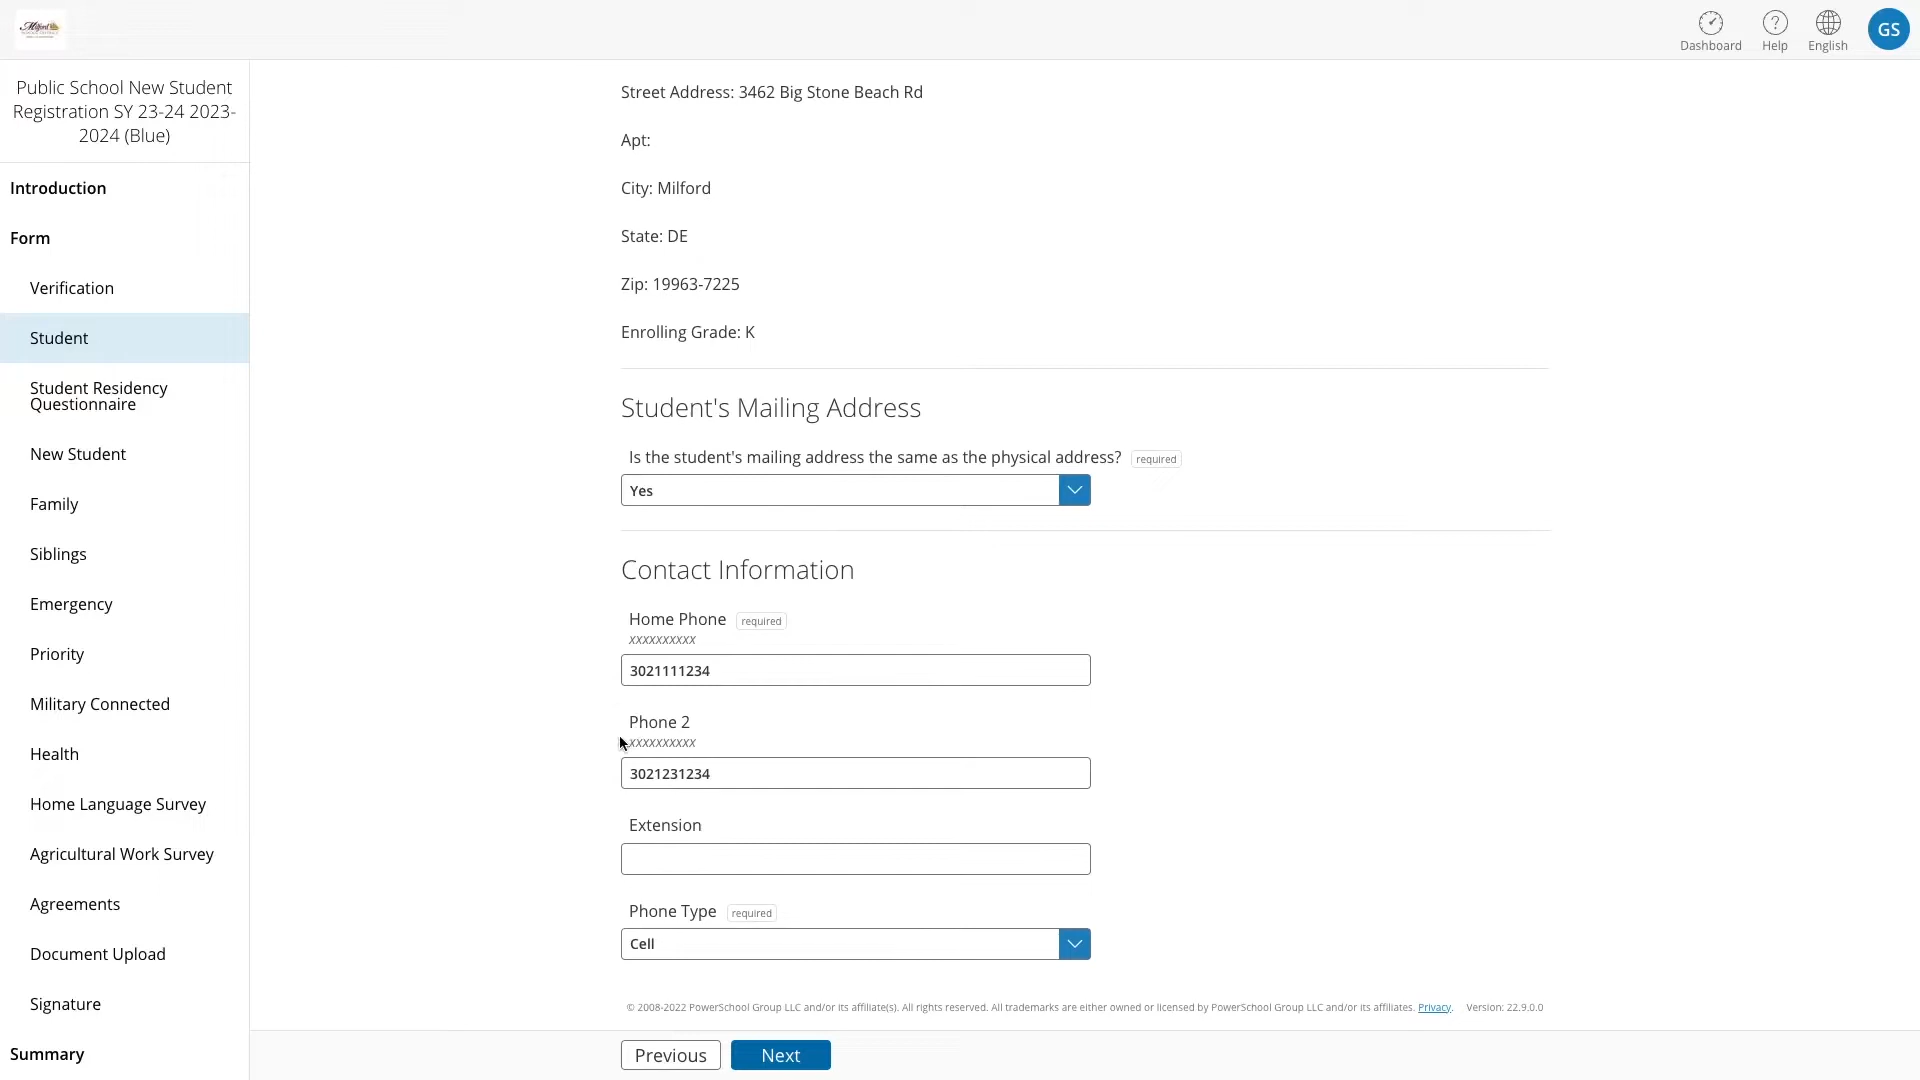 Milford
Dashboard
Help
English
GS
Public School New Student
Registration SY 23-24 2023-
2024 (Blue)
Introduction
Form
Verification
Student
Student Residency
Questionnaire
New Student
Family
Siblings
Emergency
Priority
Military Connected
Health
Home Language Survey
Agricultural Work Survey
Agreements
Document Upload
Signature
Summary
Street Address: 3462 Big Stone Beach Rd
Apt:
City: Milford
State: DE
Zip: 19963-7225
Enrolling Grade: K
Student's Mailing Address
Is the student's mailing address the same as the physical address? required
Yes
Contact Information
Home Phone required
xxxxxxxxxx
3021111234
Phone 2
xxxxxxxxxx
3021231234
Extension
Phone Type required
Cell
© 2008-2022 PowerSchool Group LLC and/or its affiliate(s). All rights reserved. All trademarks are either owned or licensed by PowerSchool Group LLC and/or its affiliates. Privacy. Version: 22.9.0.0
Previous
Next